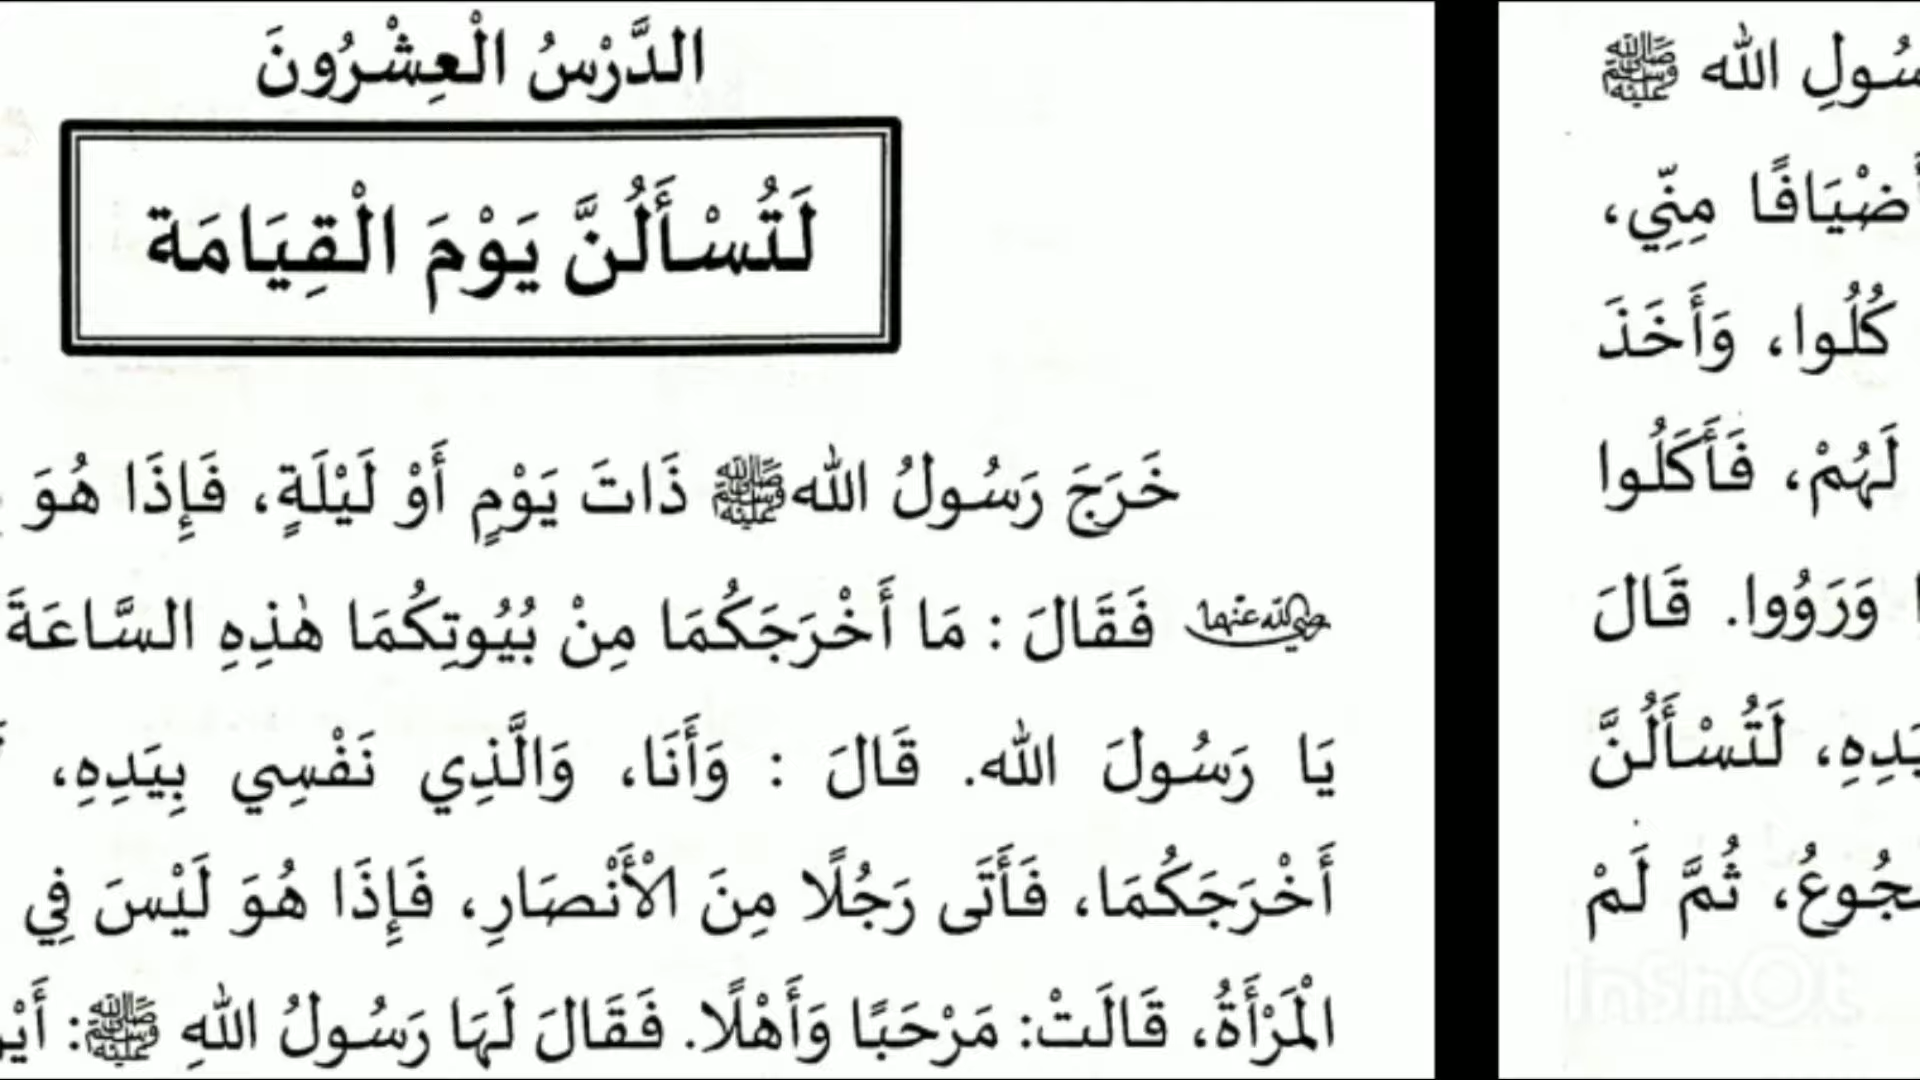 الدَّرْسُ الْعِشْرُونَ
لَتُسْأَلُنَّ يَوْمَ الْقِيَامَة
خَرَجَ رَسُولُ الله ﷺ ذَاتَ يَوْمٍ أَوْ لَيْلَةٍ، فَإِذَا هُوَ
رضي الله عنهما فَقَالَ : مَا أَخْرَجَكُمَا مِنْ بُيُوتِكُمَا هٰذِهِ السَّاعَةَ
يَا رَسُولَ الله. قَالَ : وَأَنَا، وَالَّذِي نَفْسِي بِيَدِهِ،
أَخْرَجَكُمَا، فَأَتَى رَجُلًا مِنَ الْأَنْصَارِ، فَإِذَا هُوَ لَيْسَ فِي
الْمَرْأَةُ، قَالَتْ: مَرْحَبًا وَأَهْلًا. فَقَالَ لَهَا رَسُولُ اللهِ ﷺ:
سُولِ الله ﷺ
أَضْيَافًا مِنِّي،
كُلُوا، وَأَخَذَ
لَهُمْ، فَأَكَلُوا
وَرَوُوا. قَالَ
لَتُسْأَلُنَّ
ثُمَّ لَمْ
InShOt